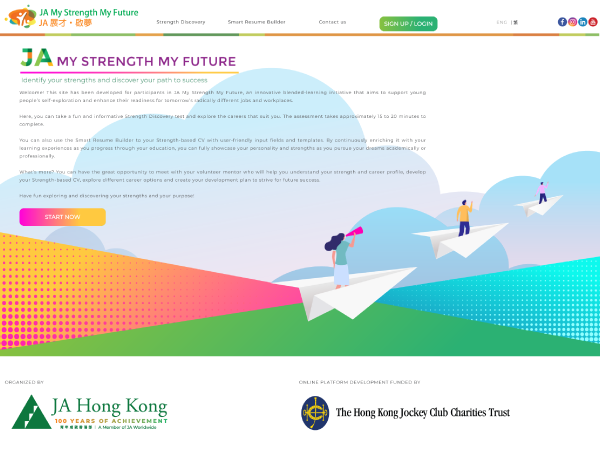 JA My Strength My Future
JA 展才・啟夢
Strength Discovery
Smart Resume Builder
Contact us
SIGN UP / LOGIN
ENG | 繁
JA MY STRENGTH MY FUTURE
Identify your strengths and discover your path to success
Welcome! This site has been developed for participants in JA My Strength My Future, an innovative blended-learning initiative that aims to support young
people's self-exploration and enhance their readiness for tomorrow's radically different jobs and workplaces.
Here, you can take a fun and informative Strength Discovery test and explore the careers that suit you. The assessment takes approximately 15 to 20 minutes to
complete.
You can also use the Smart Resume Builder to your Strength-based CV with user-friendly input fields and templates. By continuously enriching it with your
learning experiences as you progress through your education, you can fully showcase your personality and strengths as you pursue your dreams academically or
professionally.
What's more? You can have the great opportunity to meet with your volunteer mentor who will help you understand your strength and career profile, develop
your Strength-based CV, explore different career options and create your development plan to strive for future success.
Have fun exploring and discovering your strengths and your purpose!
START NOW
ORGANIZED BY
JA Hong Kong
100 YEARS OF ACHIEVEMENT
A Member of JA Worldwide
ONLINE PLATFORM DEVELOPMENT FUNDED BY
The Hong Kong Jockey Club Charities Trust